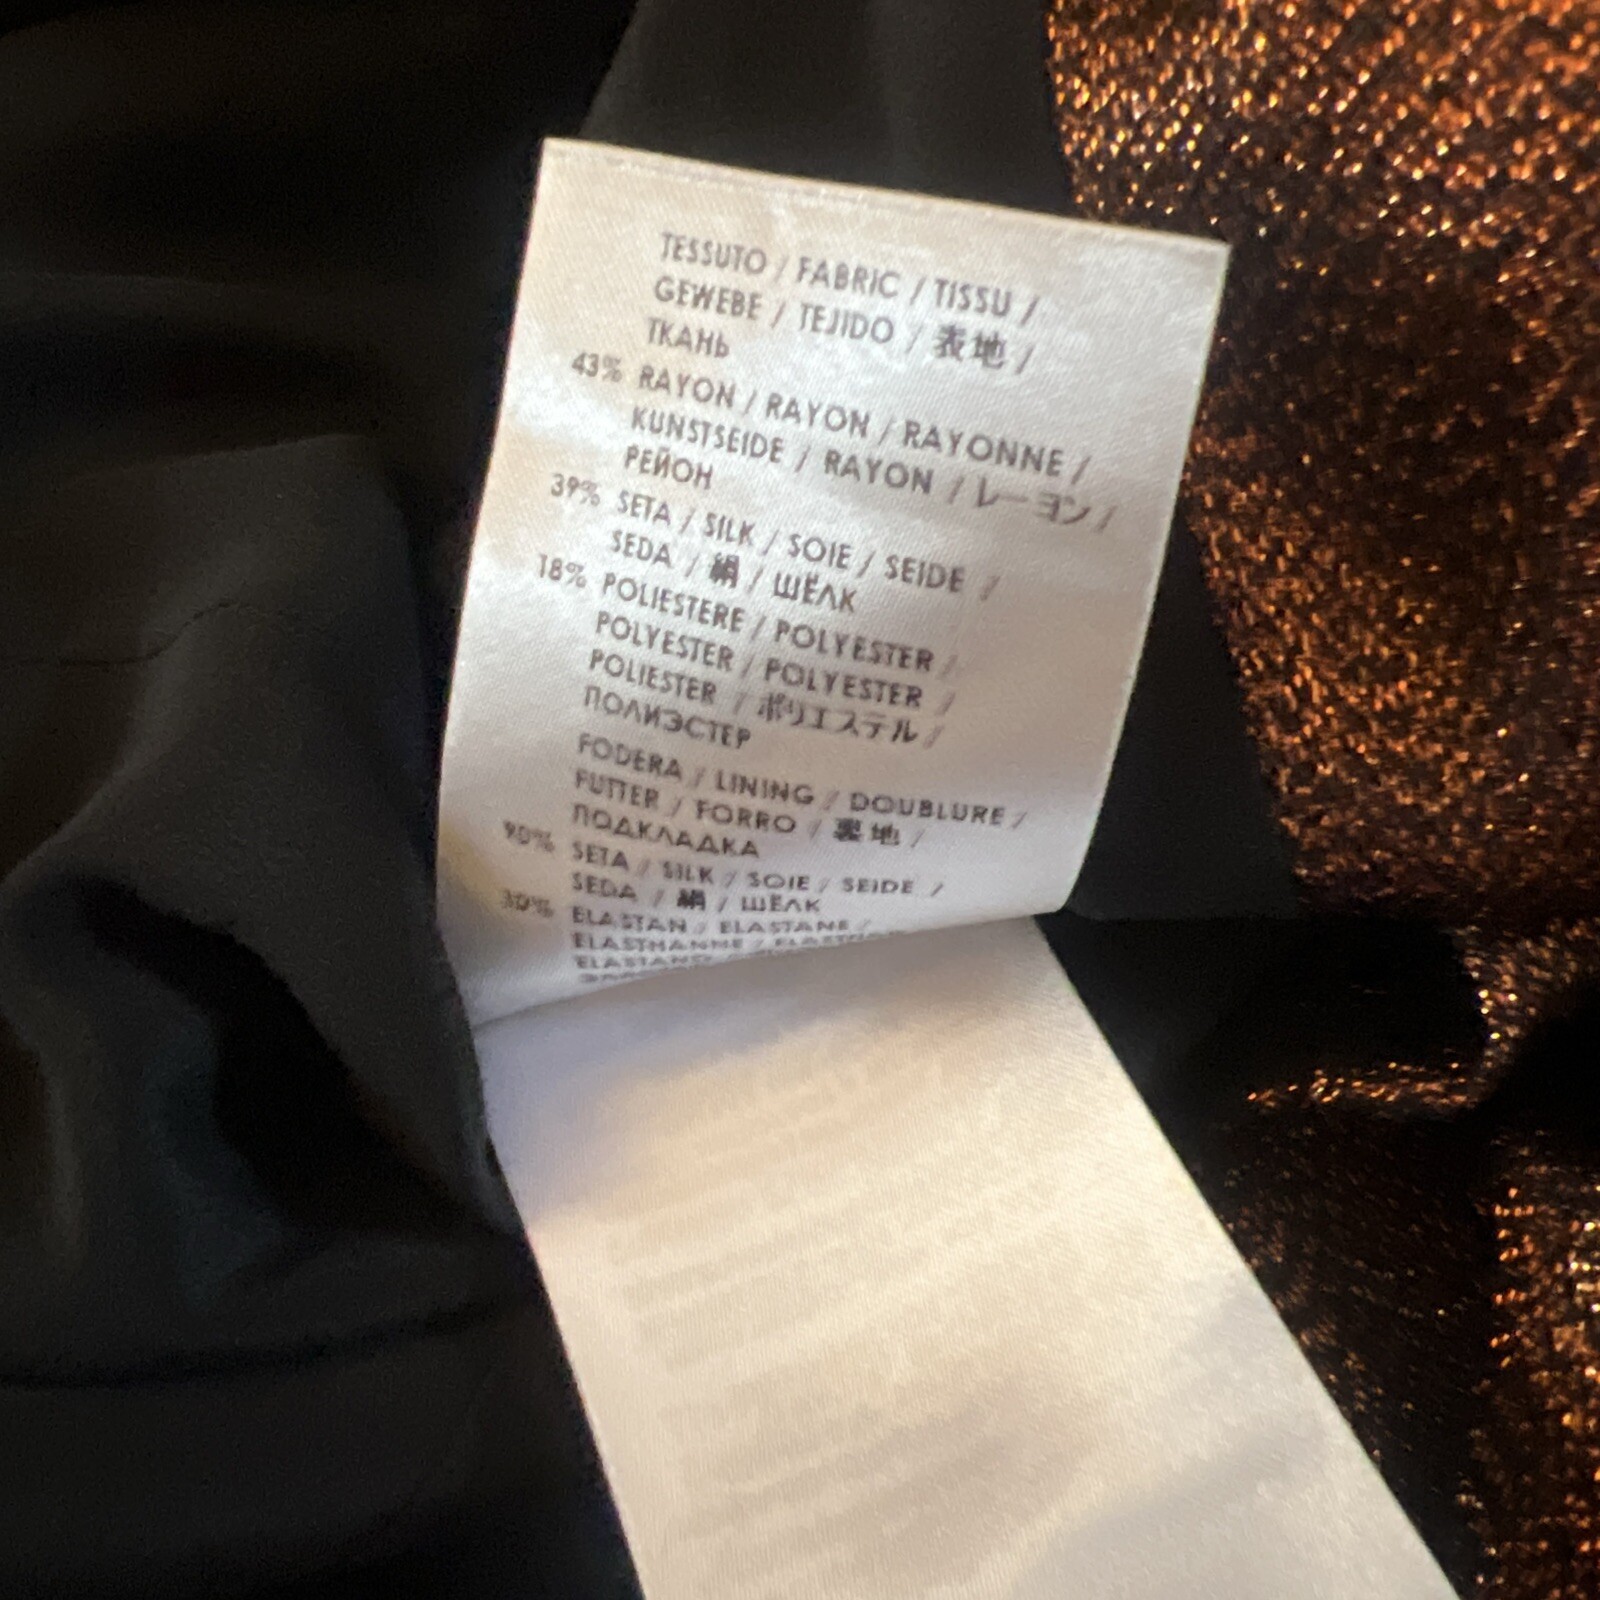 TESSUTO / FABRIC / TISSU /
GEWEBE / TEJIDO / 表地 /
ТКАНЬ
43% RAYON / RAYON / RAYONNE /
KUNSTSEIDE / RAYON / レーヨン /
РЕЙОН
39% SETA / SILK / SOIE / SEIDE /
SEDA / 絹 / ШЁЛК
18% POLIESTERE / POLYESTER /
POLYESTER / POLYESTER /
POLIESTER / ポリエステル /
ПОЛИЭСТЕР
FODERA / LINING / DOUBLURE /
FUTTER / FORRO / 裏地 /
ПОДКЛАДКА
90% SETA / SILK / SOIE / SEIDE /
SEDA / 絹 / ШЁЛК
ELASTAN / ELASTANE /
ELASTHANNE /